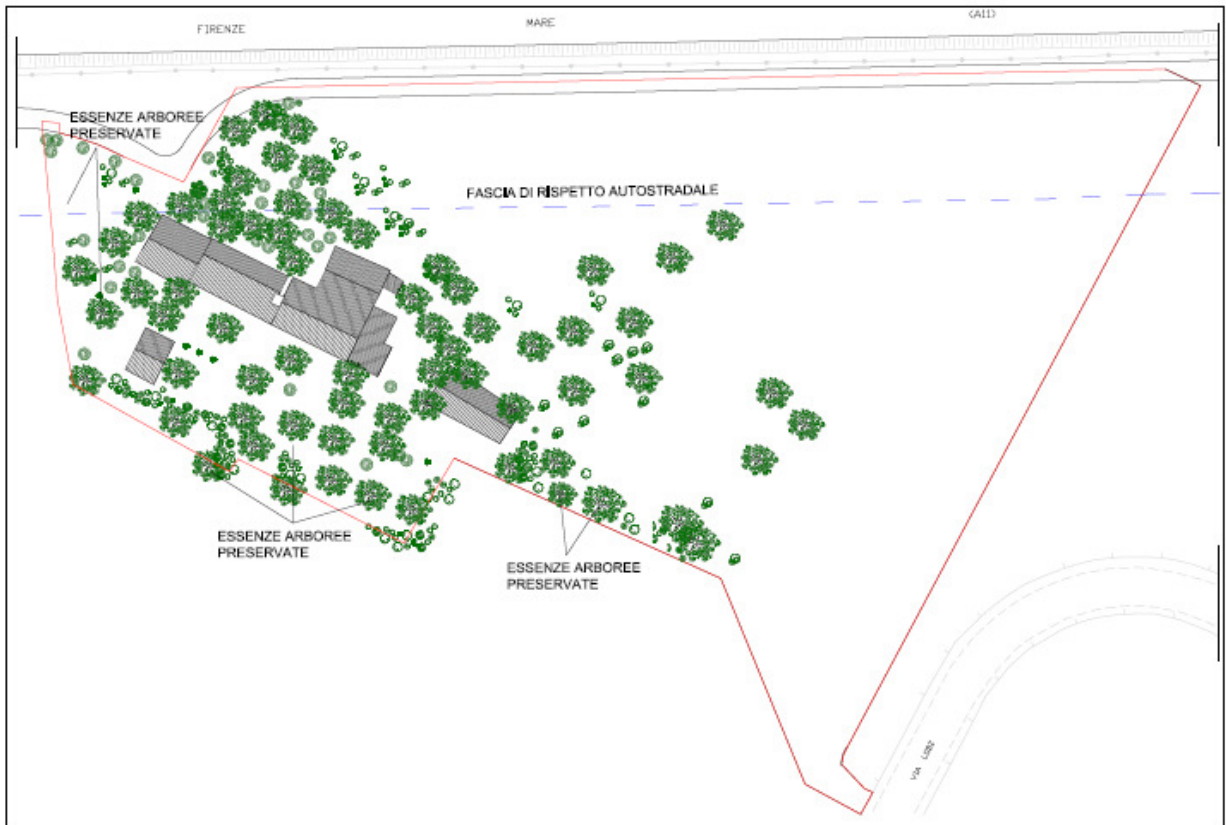 FIRENZE
MARE
(A11)
ESSENZE ARBOREE
PRESERVATE
FASCIA DI RISPETTO AUTOSTRADALE
ESSENZE ARBOREE
PRESERVATE
ESSENZE ARBOREE
PRESERVATE
VIA